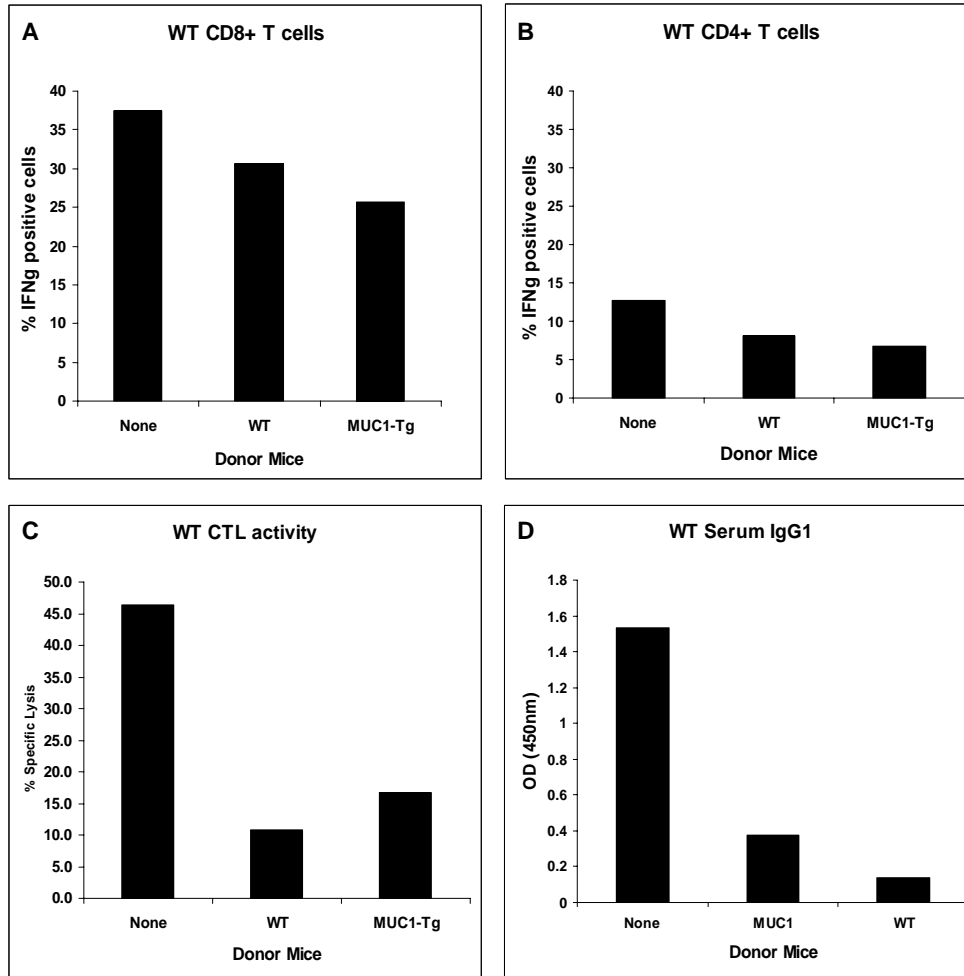 A
WT CD8+ T cells
% IFNg positive cells
40
35
30
25
20
15
10
5
0
None WT MUC1-Tg
Donor Mice
B
WT CD4+ T cells
% IFNg positive cells
40
35
30
25
20
15
10
5
0
None WT MUC1-Tg
Donor Mice
C
WT CTL activity
% Specific Lysis
50.0
45.0
40.0
35.0
30.0
25.0
20.0
15.0
10.0
5.0
0.0
None WT MUC1-Tg
Donor Mice
D
WT Serum IgG1
OD (450nm)
1.8
1.6
1.4
1.2
1
0.8
0.6
0.4
0.2
0
None MUC1 WT
Donor Mice